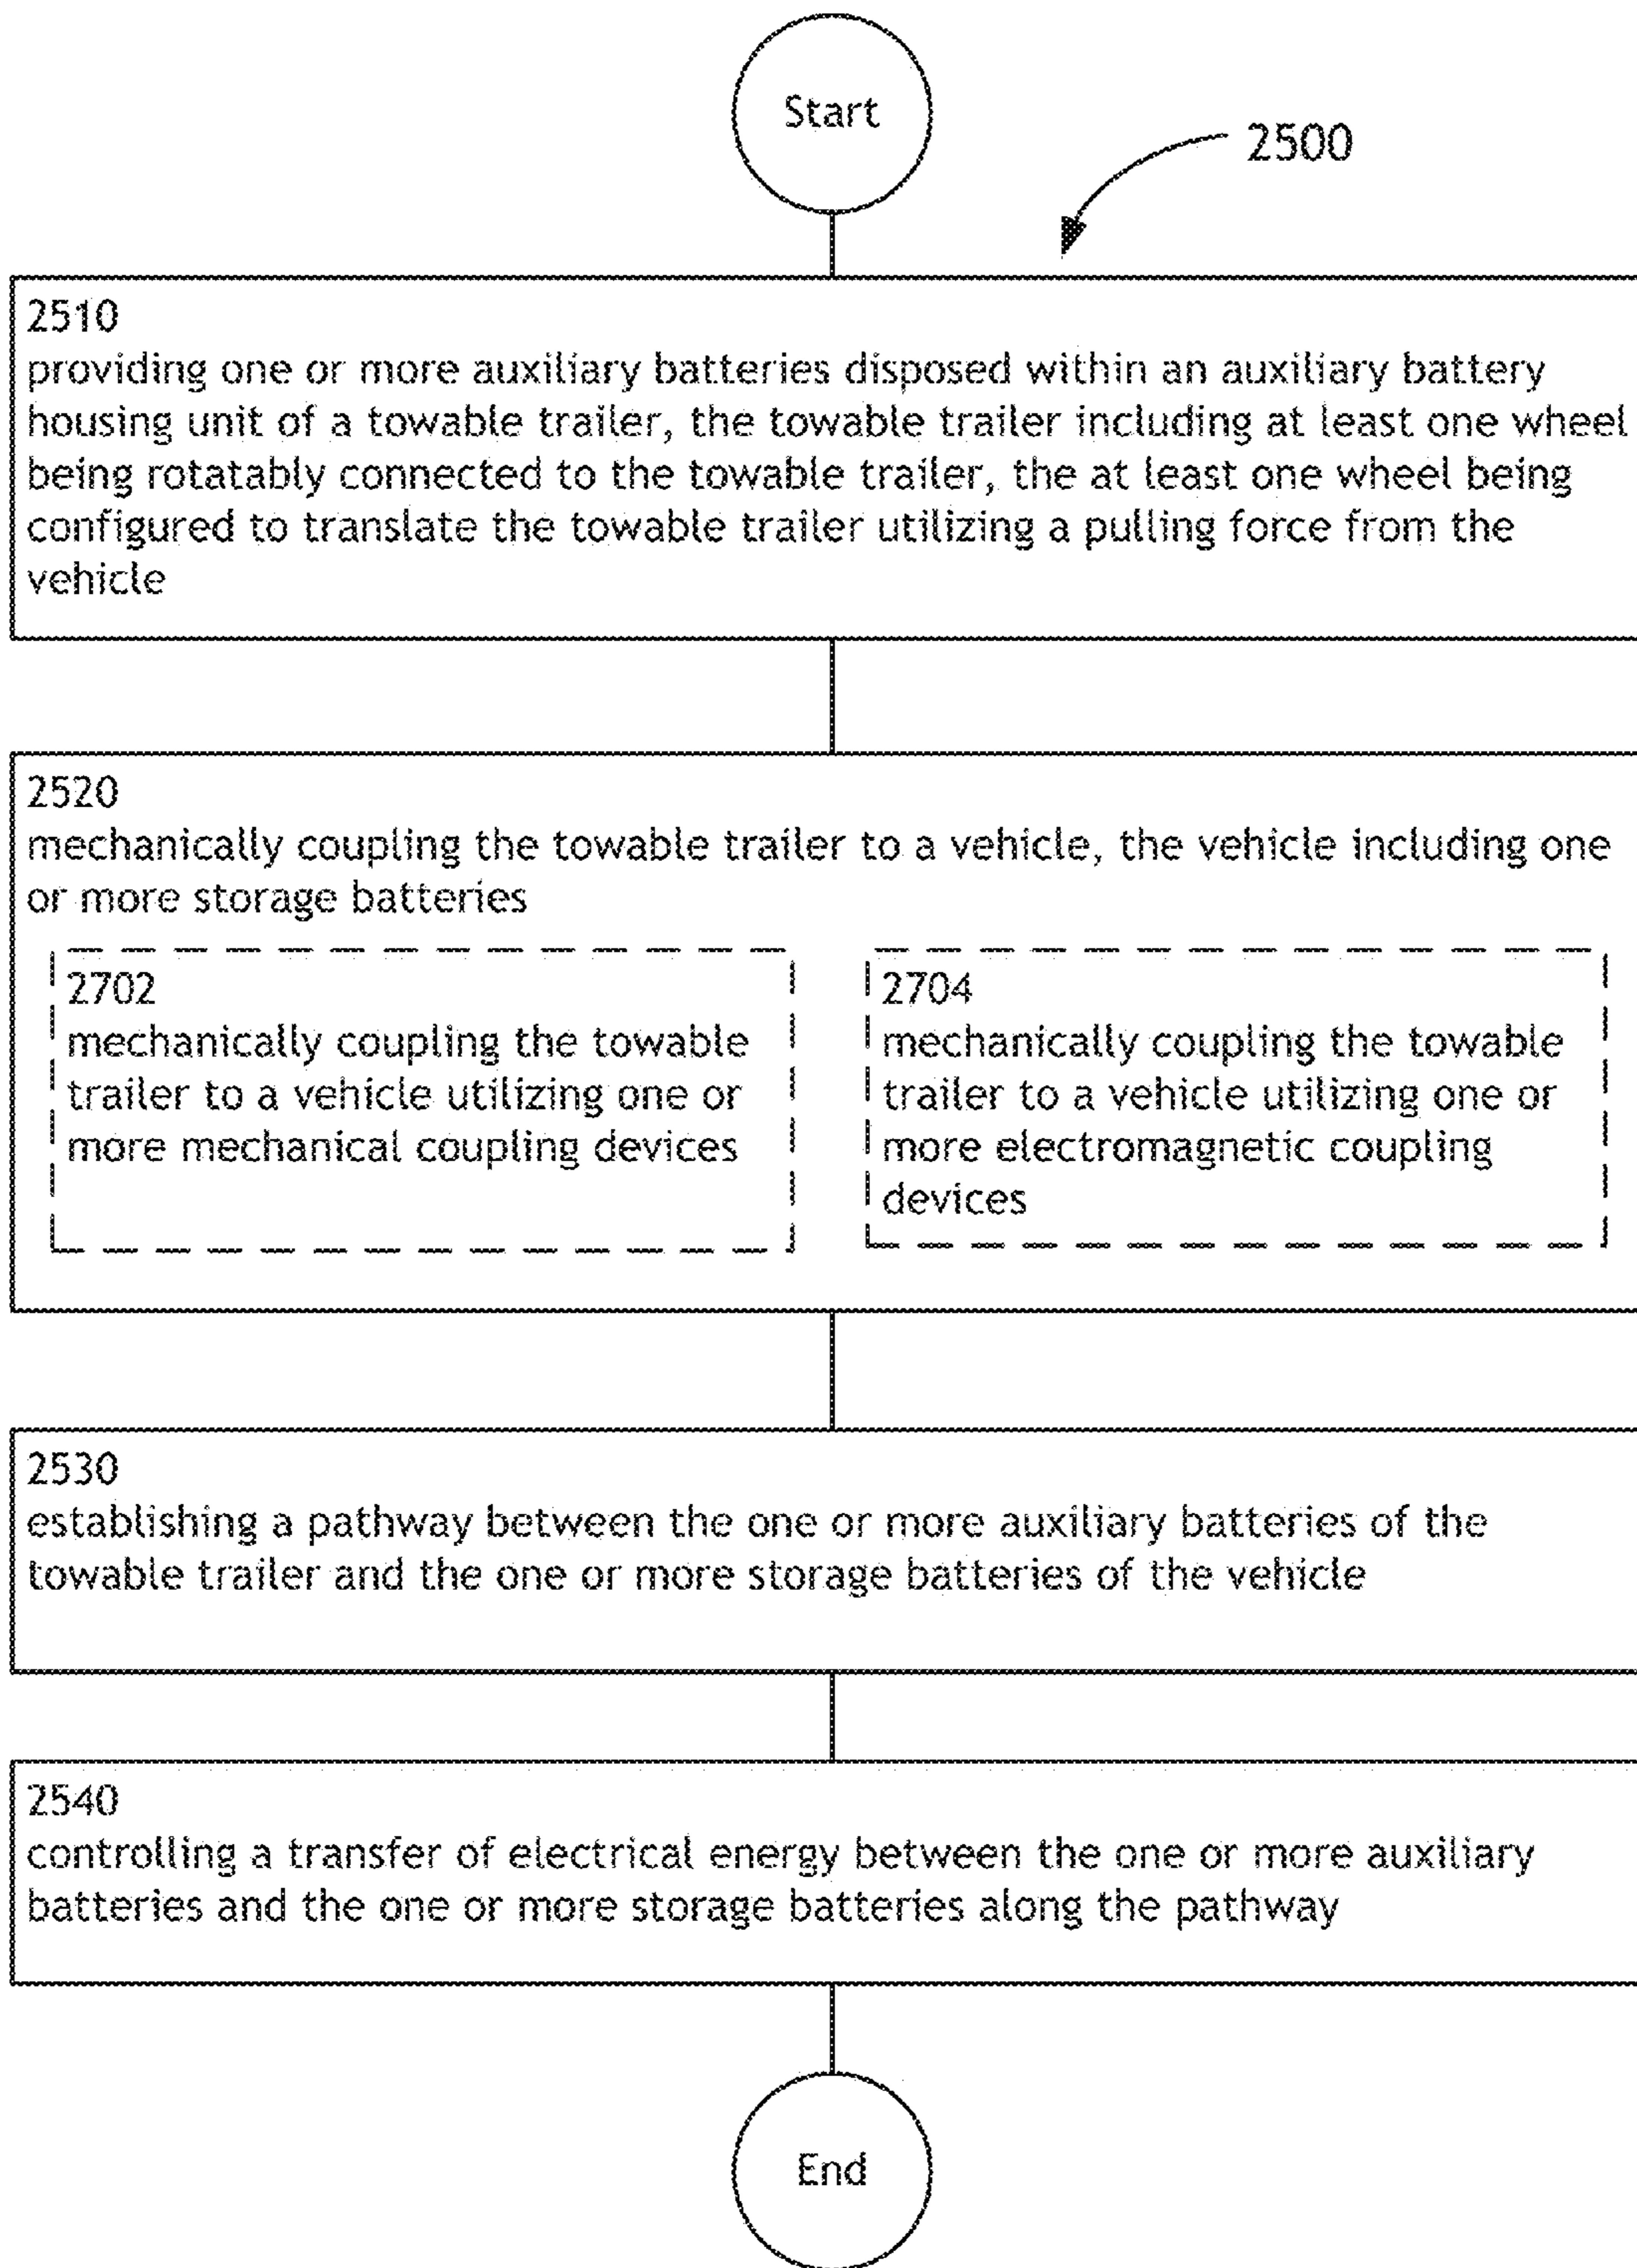 Start
2500
2510
providing one or more auxiliary batteries disposed within an auxiliary battery
housing unit of a towable trailer, the towable trailer including at least one wheel
being rotatably connected to the towable trailer, the at least one wheel being
configured to translate the towable trailer utilizing a pulling force from the
vehicle
2520
mechanically coupling the towable trailer to a vehicle, the vehicle including one
or more storage batteries
2702
mechanically coupling the towable
trailer to a vehicle utilizing one or
more mechanical coupling devices
2704
mechanically coupling the towable
trailer to a vehicle utilizing one or
more electromagnetic coupling
devices
2530
establishing a pathway between the one or more auxiliary batteries of the
towable trailer and the one or more storage batteries of the vehicle
2540
controlling a transfer of electrical energy between the one or more auxiliary
batteries and the one or more storage batteries along the pathway
End